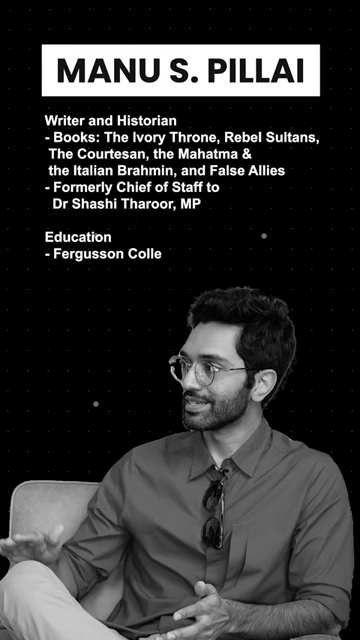 MANU S. PILLAI
Writer and Historian
- Books: The Ivory Throne, Rebel Sultans,
The Courtesan, the Mahatma &
the Italian Brahmin, and False Allies
- Formerly Chief of Staff to
Dr Shashi Tharoor, MP
Education
- Fergusson Colle